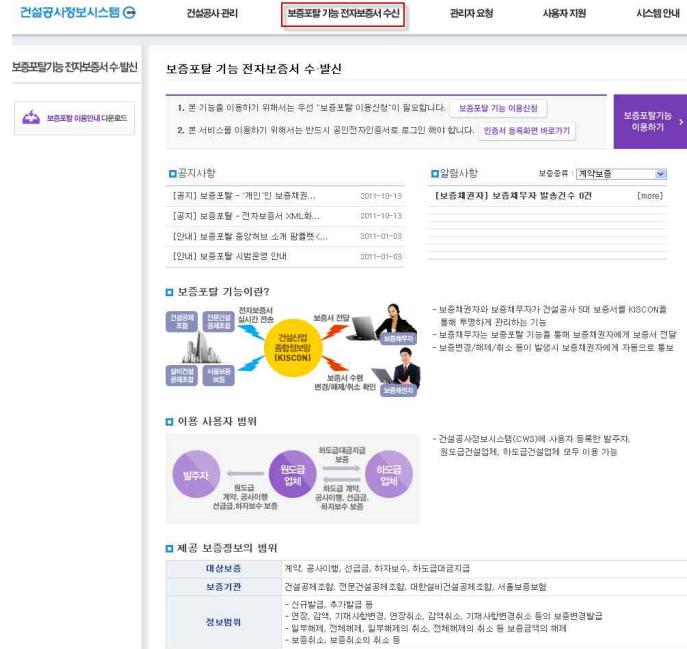 건설공사정보시스템
건설공사 관리
보증포탈 기능 전자보증서 수신
관리자 요청
사용자 지원
시스템 안내
보증포탈기능 전자보증서 수·발신
보증포탈 이용안내 다운로드
보증포탈 기능 전자보증서 수·발신
1. 본 기능을 이용하기 위해서는 우선 "보증포탈 이용신청"이 필요합니다. 보증포탈 기능 이용신청
2. 본 서비스를 이용하기 위해서는 반드시 공인전자인증서로 로그인 해야 합니다. 인증서 등록화면 바로가기
보증포탈기능
이용하기
공지사항
[공지] 보증포탈 - '개인'인 보증채권... 2011-10-13
[공지] 보증포탈 - 전자보증서 XML화... 2011-10-13
[안내] 보증포탈 중앙허브 소개 팜플렛<... 2011-01-03
[안내] 보증포탈 시범운영 안내 2011-01-03
알림사항 보증종류 : 계약보증
[보증채권자] 보증채무자 발송건수 0건 [more]
보증포탈 기능이란?
건설공제
조합
전문건설
공제조합
전자보증서
실시간 전송
보증서 전달
건설산업
종합정보망
(KISCON)
보증채무자
설비건설
공제조합
서울보증
보험
보증서 수령
변경/해제/취소 확인
보증채권자
- 보증채권자와 보증채무자가 건설공사 5대 보증서를 KISCON을
통해 투명하게 관리하는 기능
- 보증채무자는 보증포탈 기능을 통해 보증채권자에게 보증서 전달
- 보증변경/해제/취소 등이 발생시 보증채권자에게 자동으로 통보
이용 사용자 범위
발주자
원도급
계약, 공사이행
선급금,하자보수 보증
원도급
업체
하도급대금지급
보증
하도급 계약,
공사이행, 선급금,
하자보수 보증
하도급
업체
- 건설공사정보시스템(CWS)에 사용자 등록한 발주자,
원도급건설업체, 하도급건설업체 모두 이용 가능
제공 보증정보의 범위
대상보증 계약, 공사이행, 선급금, 하자보수, 하도급대금지급
보증기관 건설공제조합, 전문건설공제조합, 대한설비건설공제조합, 서울보증보험
정보범위
- 신규발급, 추가발급 등
- 연장, 감액, 기재사항변경, 연장취소, 감액취소, 기재사항변경취소 등의 보증변경발급
- 일부해제, 전체해제, 일부해제의 취소, 전체해제의 취소 등 보증금액의 해제
- 보증취소, 보증취소의 취소 등